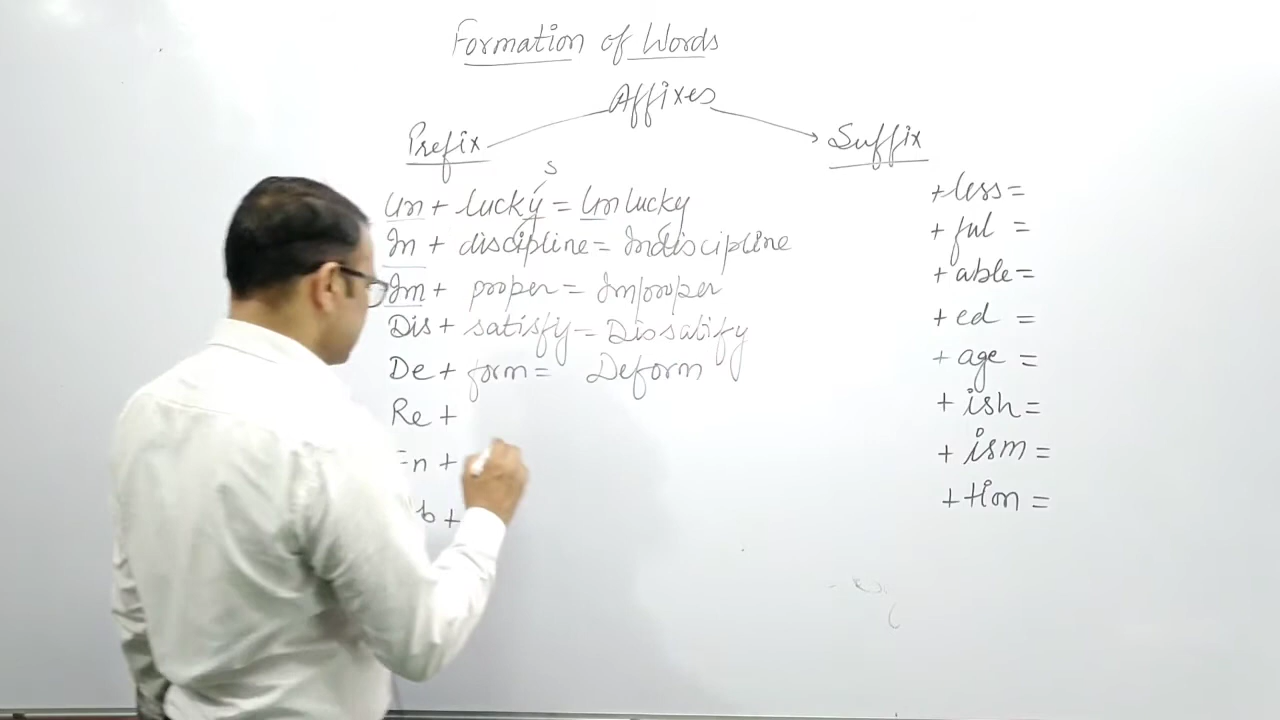 Formation of Words
Affixes
Prefix
Suffix
s
Un + lucky = Unlucky
In + discipline = Indiscipline
Im + proper = Improper
Dis + satisfy = Dissatify
De + form = Deform
Re +
n +
b +
+ less =
+ ful =
+ able =
+ ed =
+ age =
+ ish =
+ ism =
+ tion =